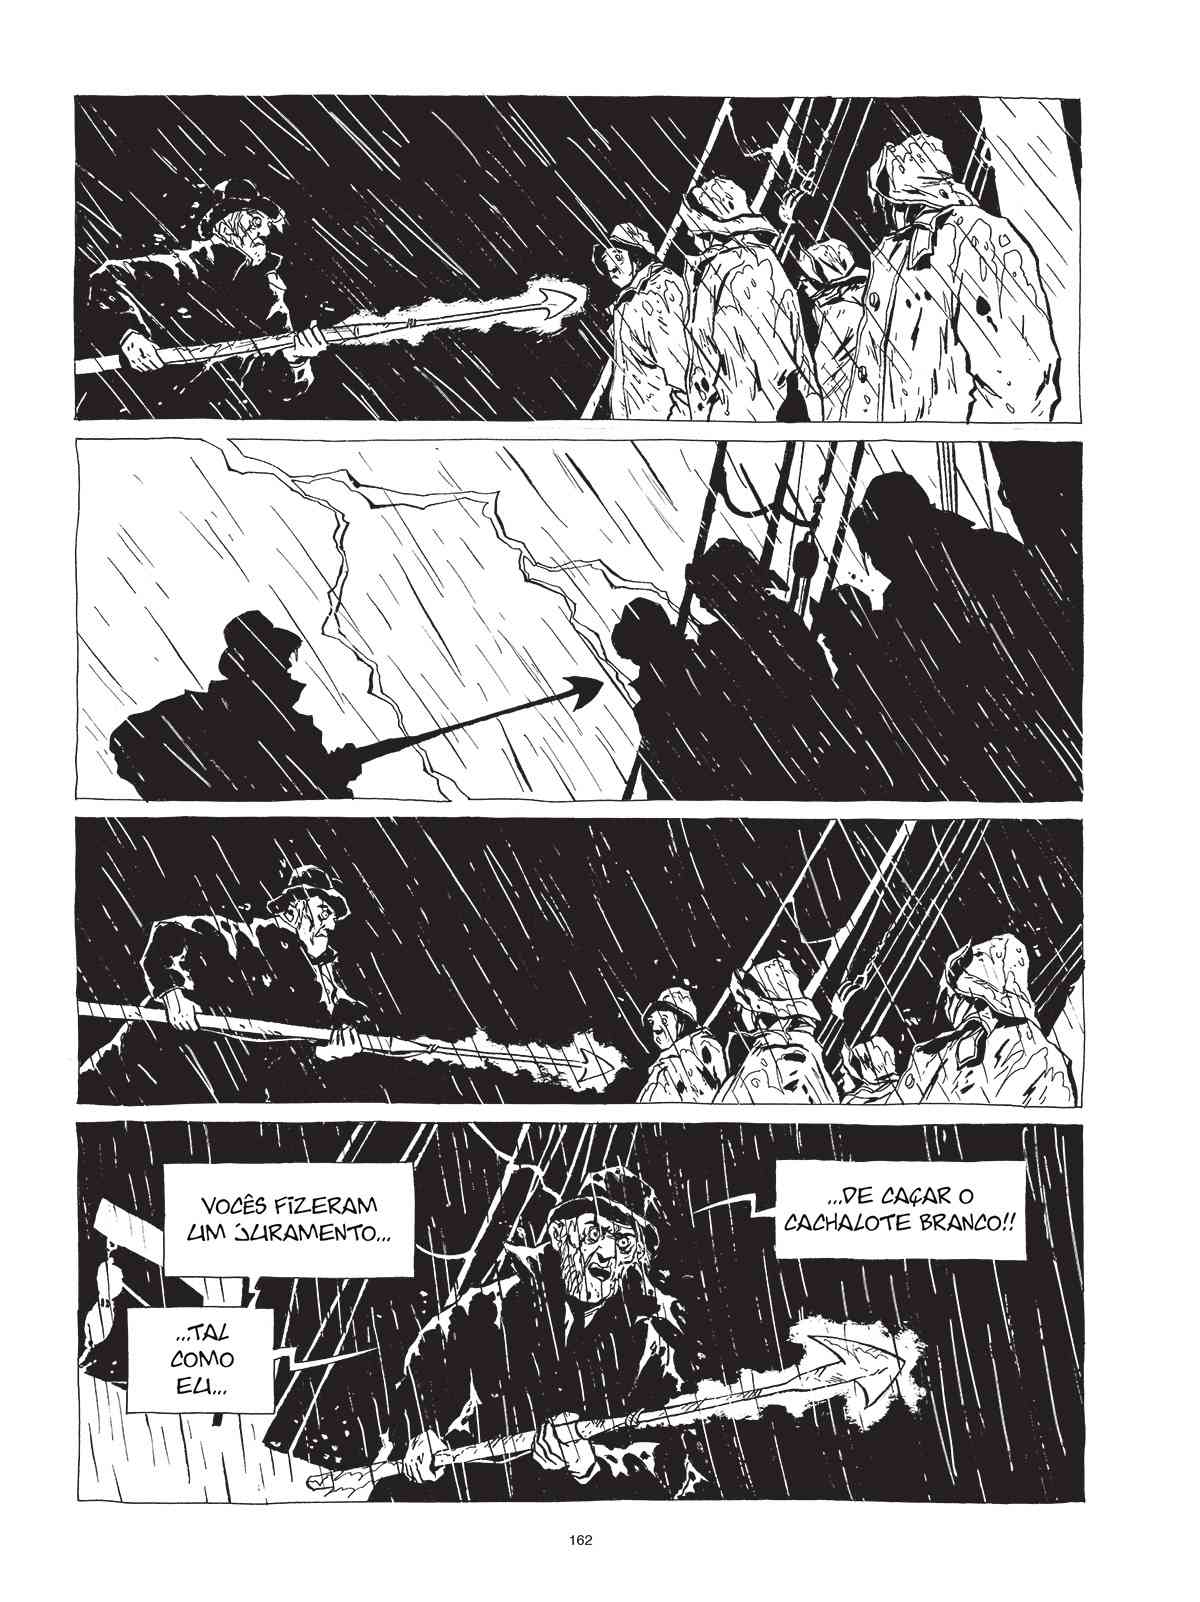 VOCÊS FIZERAM
UM JURAMENTO...
...TAL
COMO
EU...
...DE CAÇAR O
CACHALOTE BRANCO!!
162